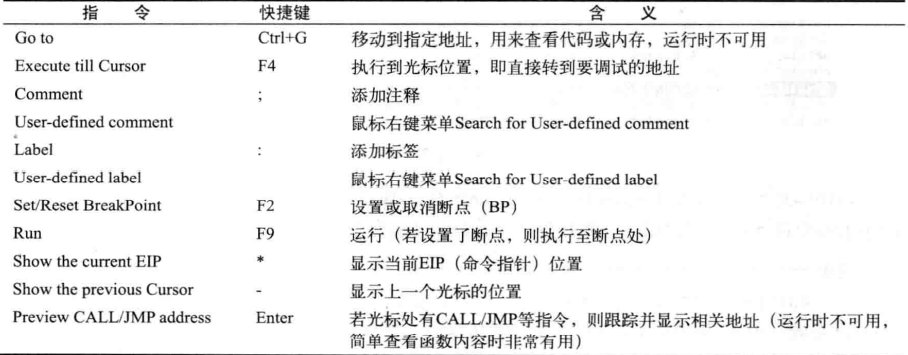 指 令 快捷键 含 义
Go to Ctrl+G 移动到指定地址，用来查看代码或内存，运行时不可用
Execute till Cursor F4 执行到光标位置，即直接转到要调试的地址
Comment ; 添加注释
User-defined comment 鼠标右键菜单Search for User-defined comment
Label : 添加标签
User-defined label 鼠标右键菜单Search for User-defined label
Set/Reset BreakPoint F2 设置或取消断点（BP）
Run F9 运行（若设置了断点，则执行至断点处）
Show the current EIP * 显示当前EIP（命令指针）位置
Show the previous Cursor - 显示上一个光标的位置
Preview CALL/JMP address Enter 若光标处有CALL/JMP等指令，则跟踪并显示相关地址（运行时不可用，
简单查看函数内容时非常有用）